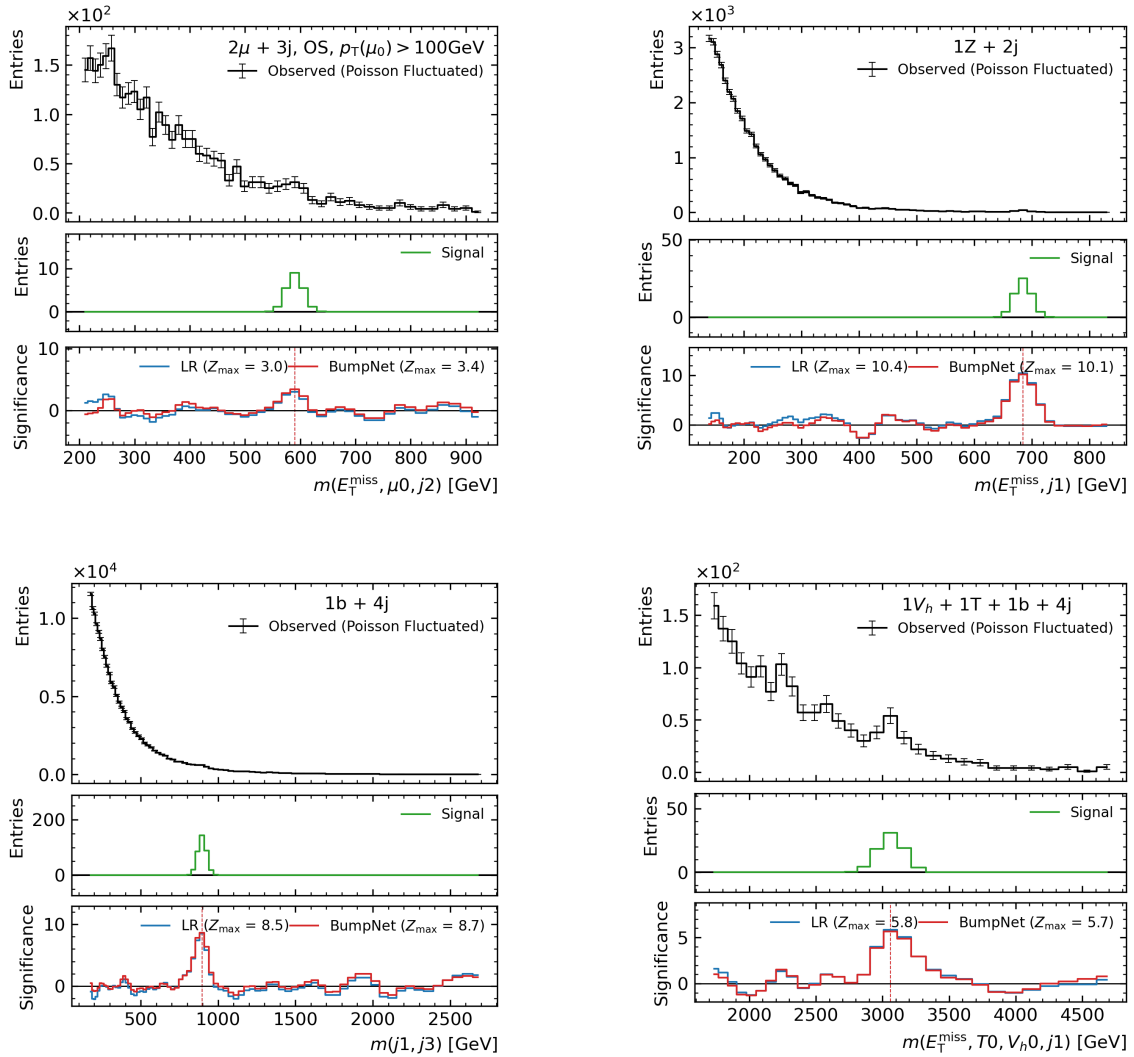 ×10²
Entries
2μ + 3j, OS, p_T(μ₀) > 100GeV
Observed (Poisson Fluctuated)
1.5
1.0
0.5
0.0
Entries
Signal
10
0
Significance
10
0
LR (Z_max = 3.0)
BumpNet (Z_max = 3.4)
200 300 400 500 600 700 800 900
m(E_T^miss, μ0, j2) [GeV]
×10³
Entries
1Z + 2j
Observed (Poisson Fluctuated)
3
2
1
0
Entries
Signal
50
0
Significance
10
0
LR (Z_max = 10.4)
BumpNet (Z_max = 10.1)
200 300 400 500 600 700 800
m(E_T^miss, j1) [GeV]
×10⁴
Entries
1b + 4j
Observed (Poisson Fluctuated)
1.0
0.5
0.0
Entries
Signal
200
0
Significance
10
0
LR (Z_max = 8.5)
BumpNet (Z_max = 8.7)
500 1000 1500 2000 2500
m(j1, j3) [GeV]
×10²
Entries
1V_h + 1T + 1b + 4j
Observed (Poisson Fluctuated)
1.5
1.0
0.5
0.0
Entries
Signal
50
0
Significance
5
0
LR (Z_max = 5.8)
BumpNet (Z_max = 5.7)
2000 2500 3000 3500 4000 4500
m(E_T^miss, T0, V_h0, j1) [GeV]